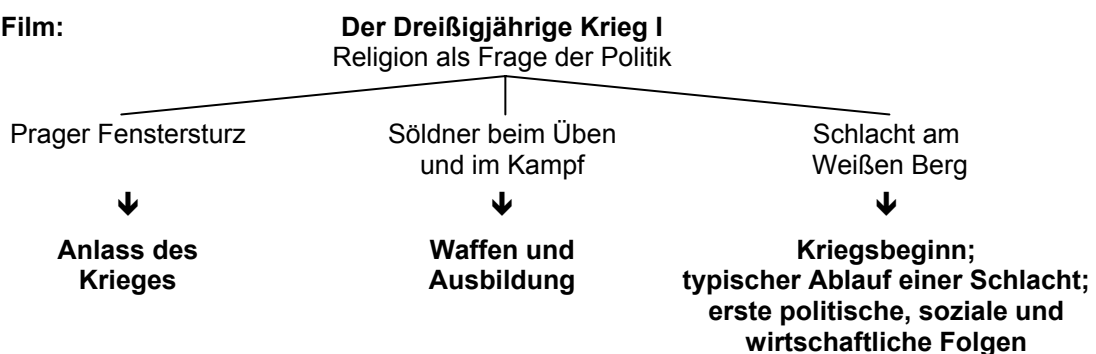 Film: Der Dreißigjährige Krieg I
Religion als Frage der Politik
Prager Fenstersturz
Söldner beim Üben
und im Kampf
Schlacht am
Weißen Berg
Anlass des
Krieges
Waffen und
Ausbildung
Kriegsbeginn;
typischer Ablauf einer Schlacht;
erste politische, soziale und
wirtschaftliche Folgen